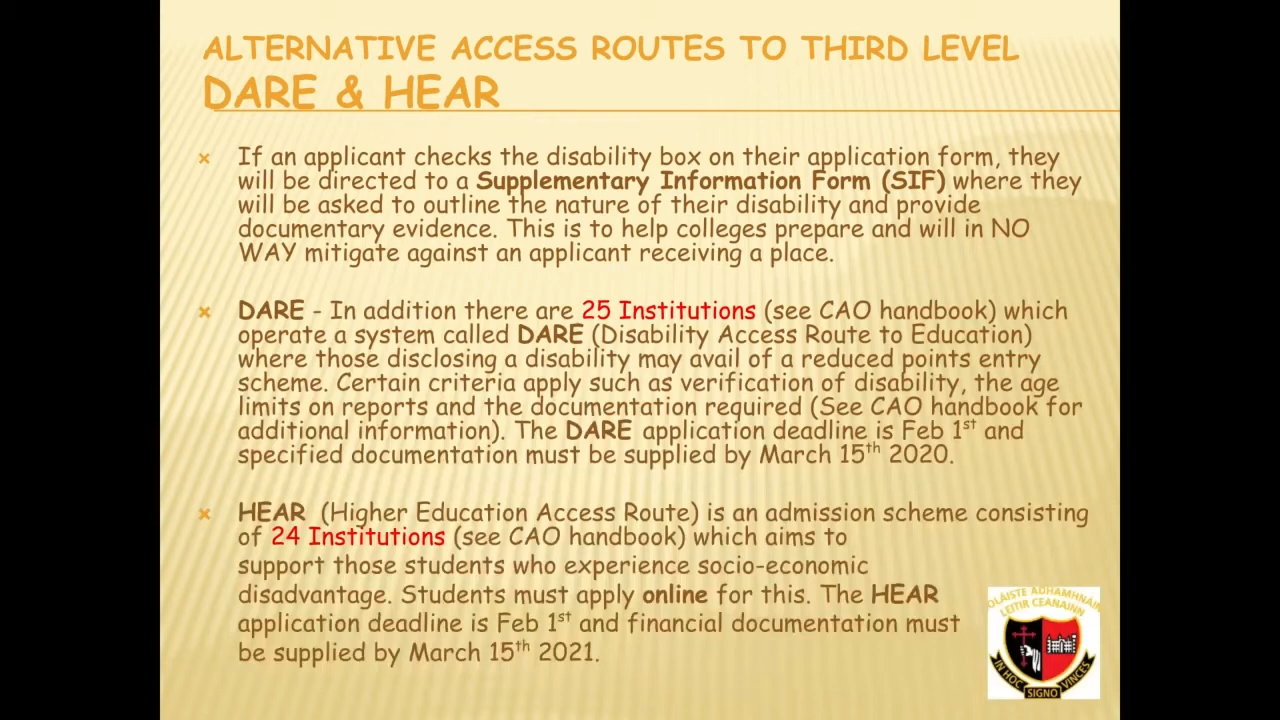 ALTERNATIVE ACCESS ROUTES TO THIRD LEVEL
DARE & HEAR
If an applicant checks the disability box on their application form, they
will be directed to a Supplementary Information Form (SIF) where they
will be asked to outline the nature of their disability and provide
documentary evidence. This is to help colleges prepare and will in NO
WAY mitigate against an applicant receiving a place.
DARE - In addition there are 25 Institutions (see CAO handbook) which
operate a system called DARE (Disability Access Route to Education)
where those disclosing a disability may avail of a reduced points entry
scheme. Certain criteria apply such as verification of disability, the age
limits on reports and the documentation required (See CAO handbook for
additional information). The DARE application deadline is Feb 1st and
specified documentation must be supplied by March 15th 2020.
HEAR (Higher Education Access Route) is an admission scheme consisting
of 24 Institutions (see CAO handbook) which aims to
support those students who experience socio-economic
disadvantage. Students must apply online for this. The HEAR
application deadline is Feb 1st and financial documentation must
be supplied by March 15th 2021.
OLÁISTE ADHAMHNÁIN
LEITIR CEANAINN
IN HOC SIGNO VINCES